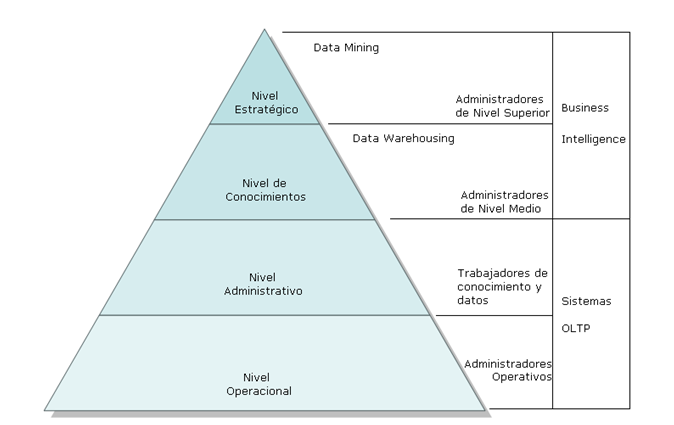 Data Mining
Nivel
Estratégico
Administradores
de Nivel Superior
Business
Intelligence
Data Warehousing
Nivel de
Conocimientos
Administradores
de Nivel Medio
Nivel
Administrativo
Trabajadores de
conocimiento y
datos
Sistemas
OLTP
Nivel
Operacional
Administradores
Operativos